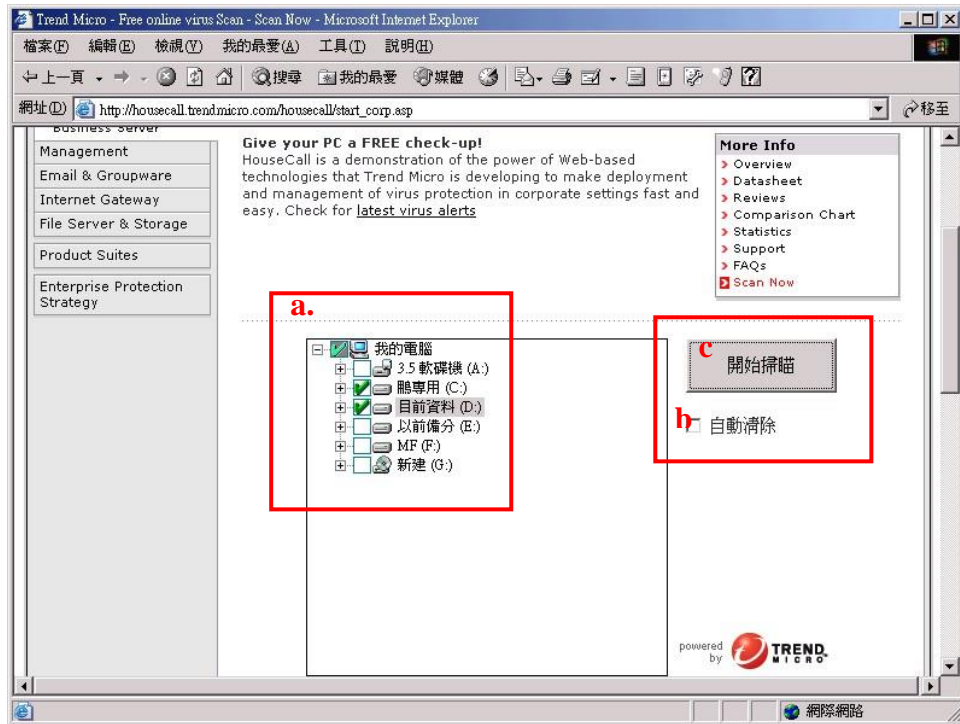 Trend Micro - Free online virus Scan - Scan Now - Microsoft Internet Explorer
檔案(F) 編輯(E) 檢視(V) 我的最愛(A) 工具(T) 說明(H)
上一頁 搜尋 我的最愛 媒體
網址(D) http://housecall.trendmicro.com/housecall/start_corp.asp 移至
Business Server
Management
Email & Groupware
Internet Gateway
File Server & Storage
Product Suites
Enterprise Protection
Strategy
Give your PC a FREE check-up!
HouseCall is a demonstration of the power of Web-based
technologies that Trend Micro is developing to make deployment
and management of virus protection in corporate settings fast and
easy. Check for latest virus alerts
More Info
Overview
Datasheet
Reviews
Comparison Chart
Statistics
Support
FAQs
Scan Now
a.
我的電腦
3.5 軟碟機 (A:)
鵬專用 (C:)
目前資料 (D:)
以前備分 (E:)
MF (F:)
新建 (G:)
c
開始掃瞄
b
自動清除
powered
by
TREND
MICRO
網際網路